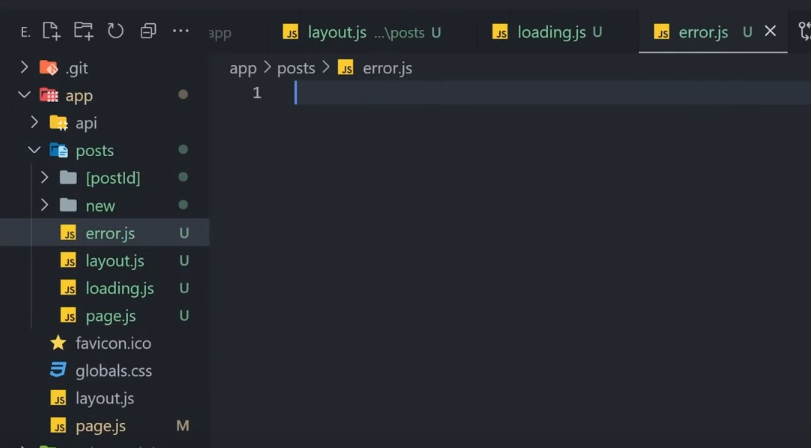 E. ... app JS layout.js ...\posts U JS loading.js U JS error.js U
.git
app > posts > JS error.js
app
1
api
posts
[postId]
new
JS error.js U
JS layout.js U
JS loading.js U
JS page.js U
favicon.ico
globals.css
JS layout.js
JS page.js M